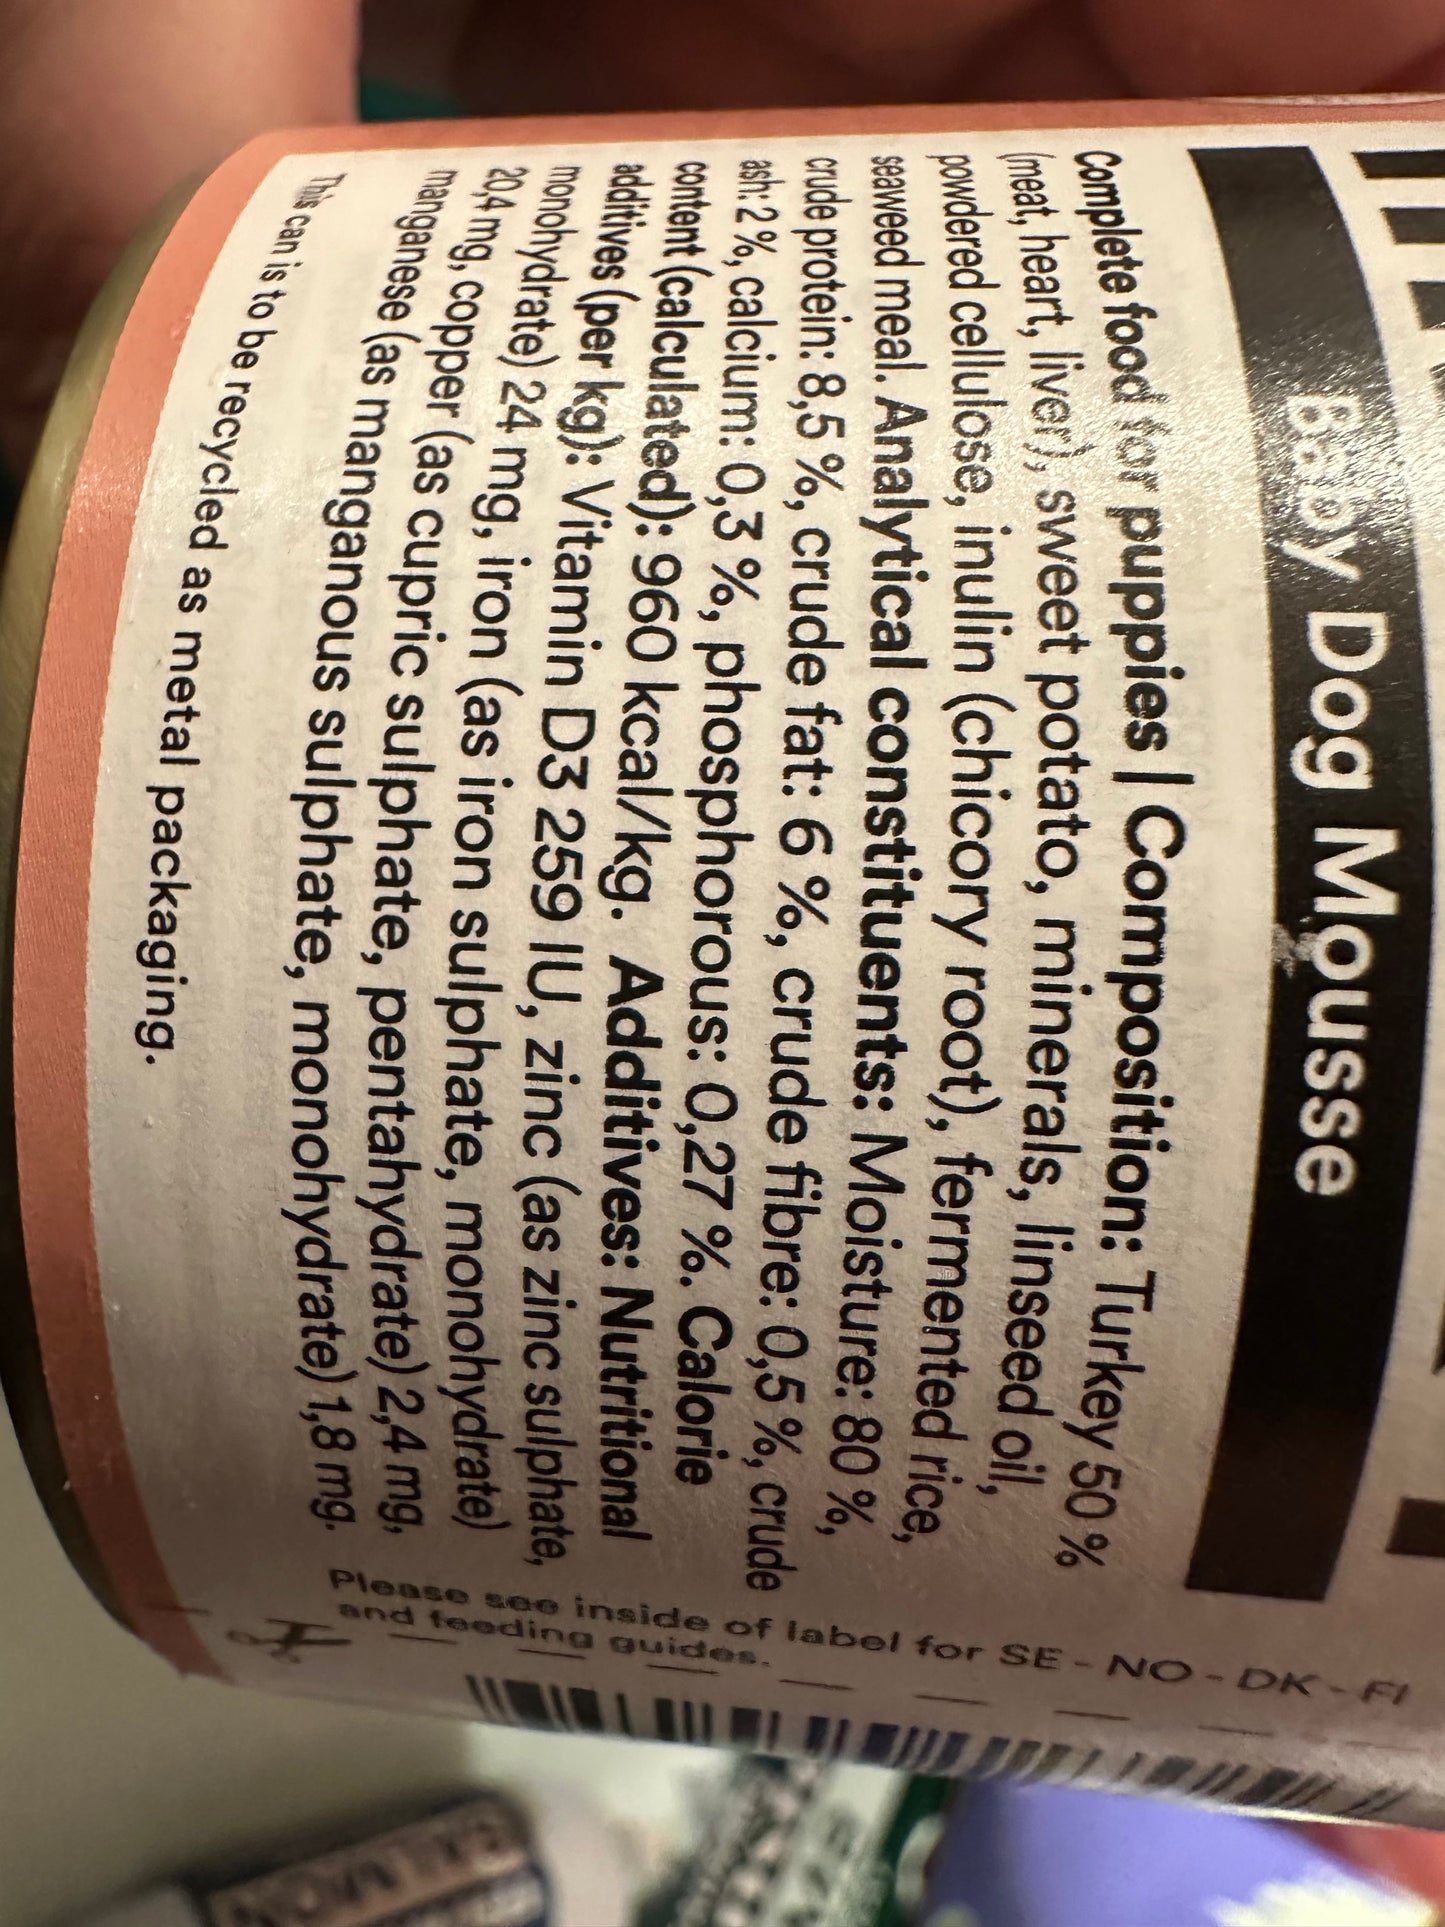 Baby Dog Mousse
Complete food for puppies | Composition: Turkey 50 %
(meat, heart, liver), sweet potato, minerals, linseed oil,
powdered cellulose, inulin (chicory root), fermented rice,
seaweed meal. Analytical constituents: Moisture: 80 %,
crude protein: 8,5 %, crude fat: 6 %, crude fibre: 0,5 %, crude
ash: 2 %, calcium: 0,3 %, phosphorous: 0,27 %. Calorie
content (calculated): 960 kcal/kg. Additives: Nutritional
additives (per kg): Vitamin D3 259 IU, zinc (as zinc sulphate,
monohydrate) 24 mg, iron (as iron sulphate, monohydrate)
20,4 mg, copper (as cupric sulphate, pentahydrate) 2,4 mg,
manganese (as manganous sulphate, monohydrate) 1,8 mg.
This can is to be recycled as metal packaging.
Please see inside of label for SE - NO - DK - FI
and feeding guides.